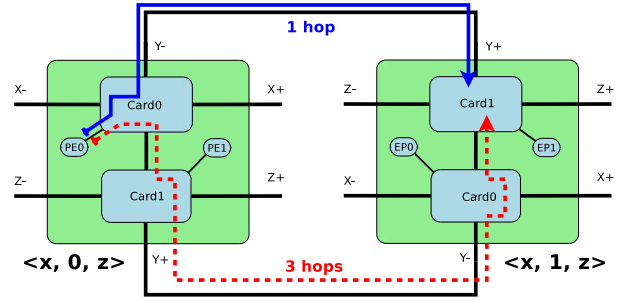 1 hop
Y-
Y+
X-
X+
Z-
Z+
Card0
Card1
PE0
PE1
EP0
EP1
Z-
Z+
X-
X+
Card1
Card0
Y+
Y-
<x, 0, z>
3 hops
<x, 1, z>